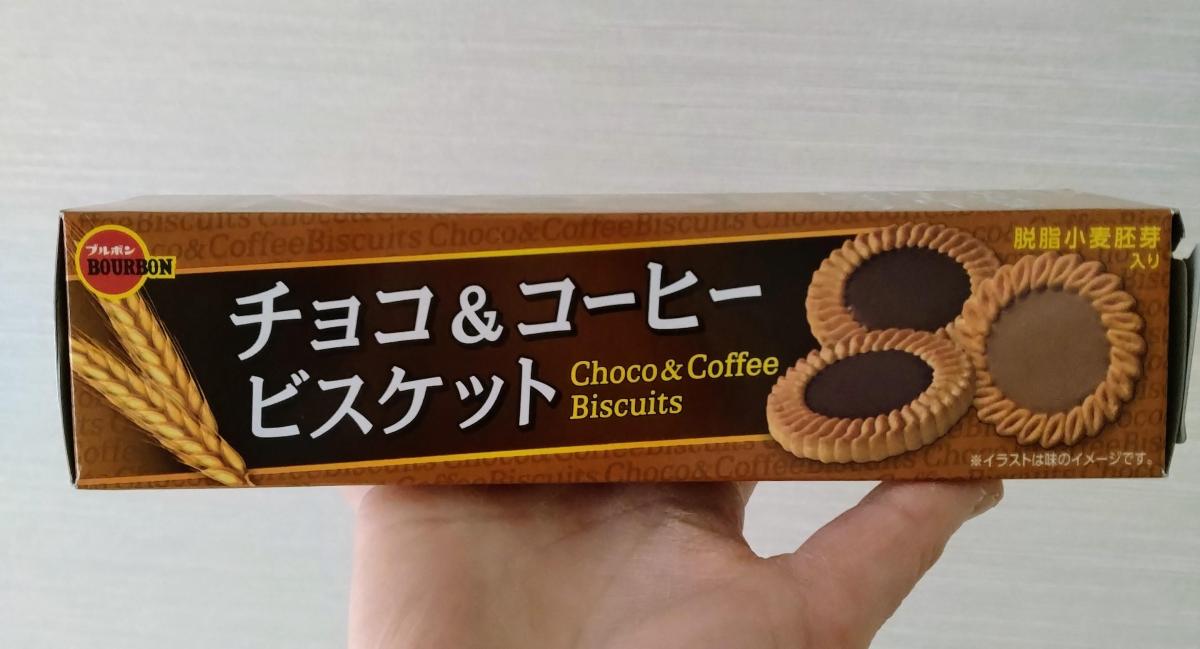 ブルボン
BOURBON
チョコ&コーヒー
ビスケット
Choco & Coffee
Biscuits
脱脂小麦胚芽
入り
※イラストは味のイメージです。
Choco&CoffeeBiscuits